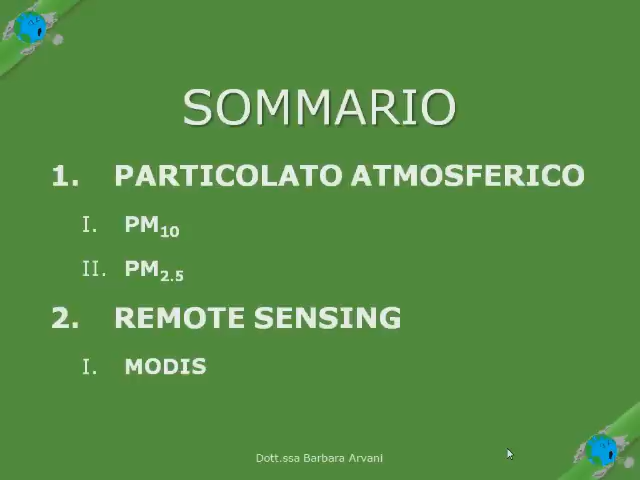 SOMMARIO
1. PARTICOLATO ATMOSFERICO
I. PM10
II. PM2.5
2. REMOTE SENSING
I. MODIS
Dott.ssa Barbara Arvani